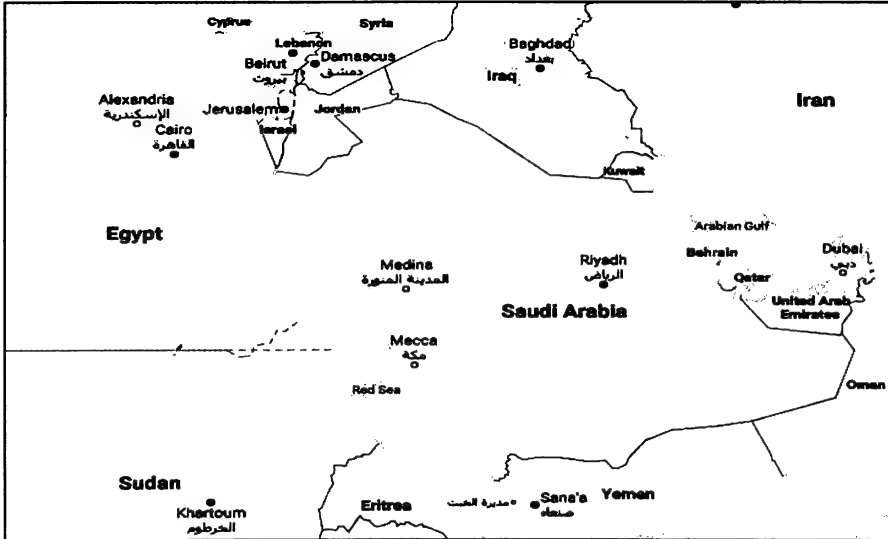 Cyprus
Syria
Lebanon
Beirut
بيروت
Damascus
دمشق
Baghdad
بغداد
Iraq
Iran
Alexandria
الإسكندرية
Cairo
القاهرة
Jerusalem
Israel
Jordan
Kuwait
Egypt
Arabian Gulf
Medina
المدينة المنورة
Riyadh
الرياض
Bahrain
Qatar
Dubai
دبي
Saudi Arabia
United Arab
Emirates
Mecca
مكة
Red Sea
Oman
Sudan
Khartoum
الخرطوم
Eritrea
مديرية الخبت
Sana'a
صنعاء
Yemen